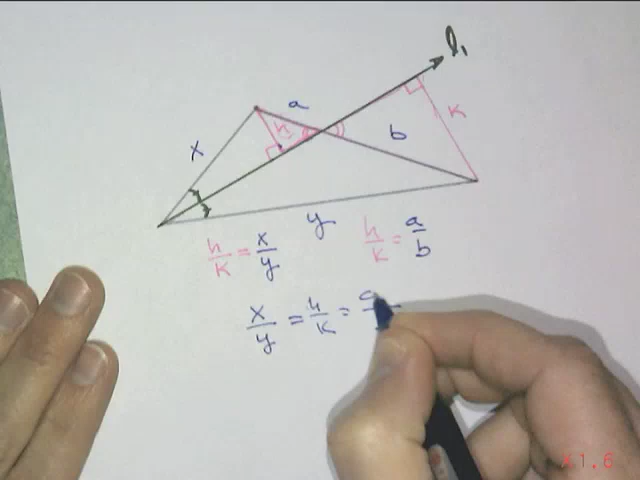 l₁
a
h
K
x
b
y
h/K = x/y
h/K = a/b
x/y = h/K = a
x1,6